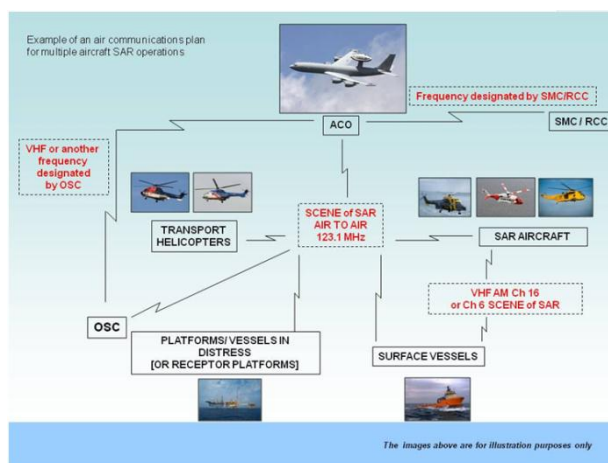 Example of an air communications plan
for multiple aircraft SAR operations
Frequency designated by SMC/RCC
ACO
SMC / RCC
VHF or another
frequency
designated
by OSC
TRANSPORT
HELICOPTERS
SCENE of SAR
AIR TO AIR
123.1 MHz
SAR AIRCRAFT
VHF AM Ch 16
or Ch 6 SCENE of SAR
OSC
PLATFORMS/ VESSELS IN
DISTRESS
[OR RECEPTOR PLATFORMS]
SURFACE VESSELS
The images above are for illustration purposes only